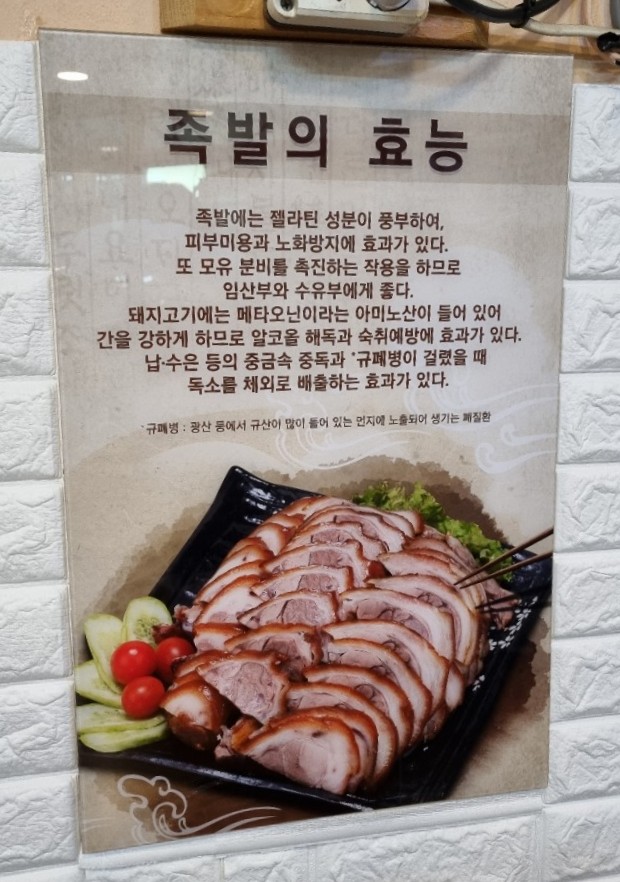 족발의 효능
족발에는 젤라틴 성분이 풍부하여,
피부미용과 노화방지에 효과가 있다.
또 모유 분비를 촉진하는 작용을 하므로
임산부와 수유부에게 좋다.
돼지고기에는 메타오닌이라는 아미노산이 들어 있어
간을 강하게 하므로 알코올 해독과 숙취예방에 효과가 있다.
납·수은 등의 중금속 중독과 *규폐병이 걸렸을 때
독소를 체외로 배출하는 효과가 있다.
*규폐병 : 광산 등에서 규산이 많이 들어 있는 먼지에 노출되어 생기는 폐질환